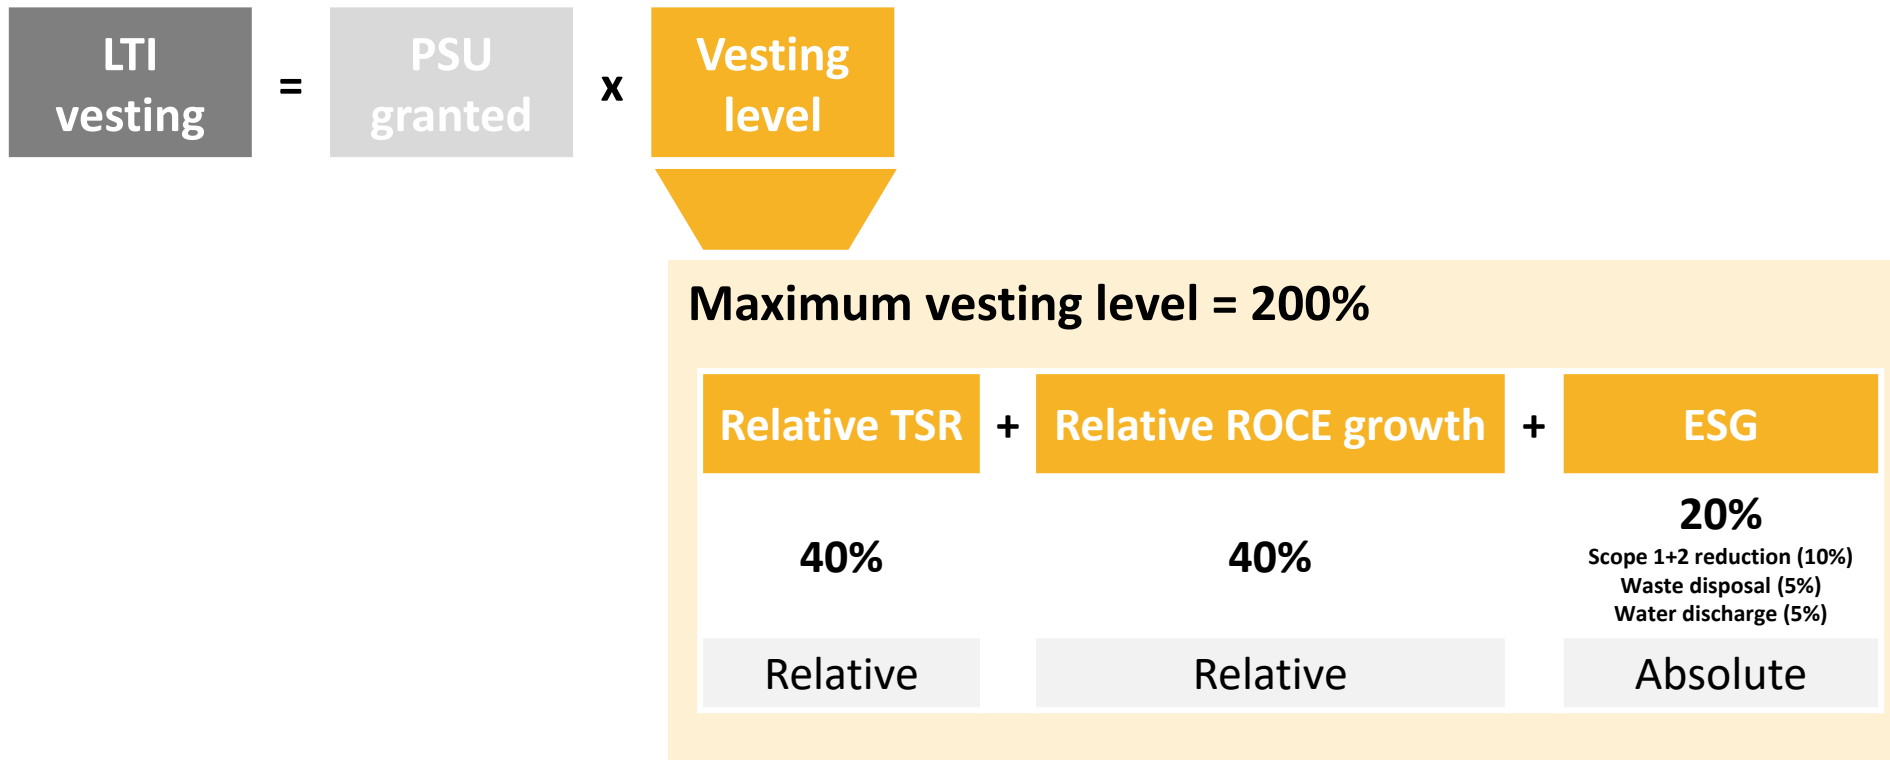 LTI
vesting
=
PSU
granted
x
Vesting
level
Maximum vesting level = 200%
Relative TSR + Relative ROCE growth + ESG
40%
40%
20%
Scope 1+2 reduction (10%)
Waste disposal (5%)
Water discharge (5%)
Relative
Relative
Absolute